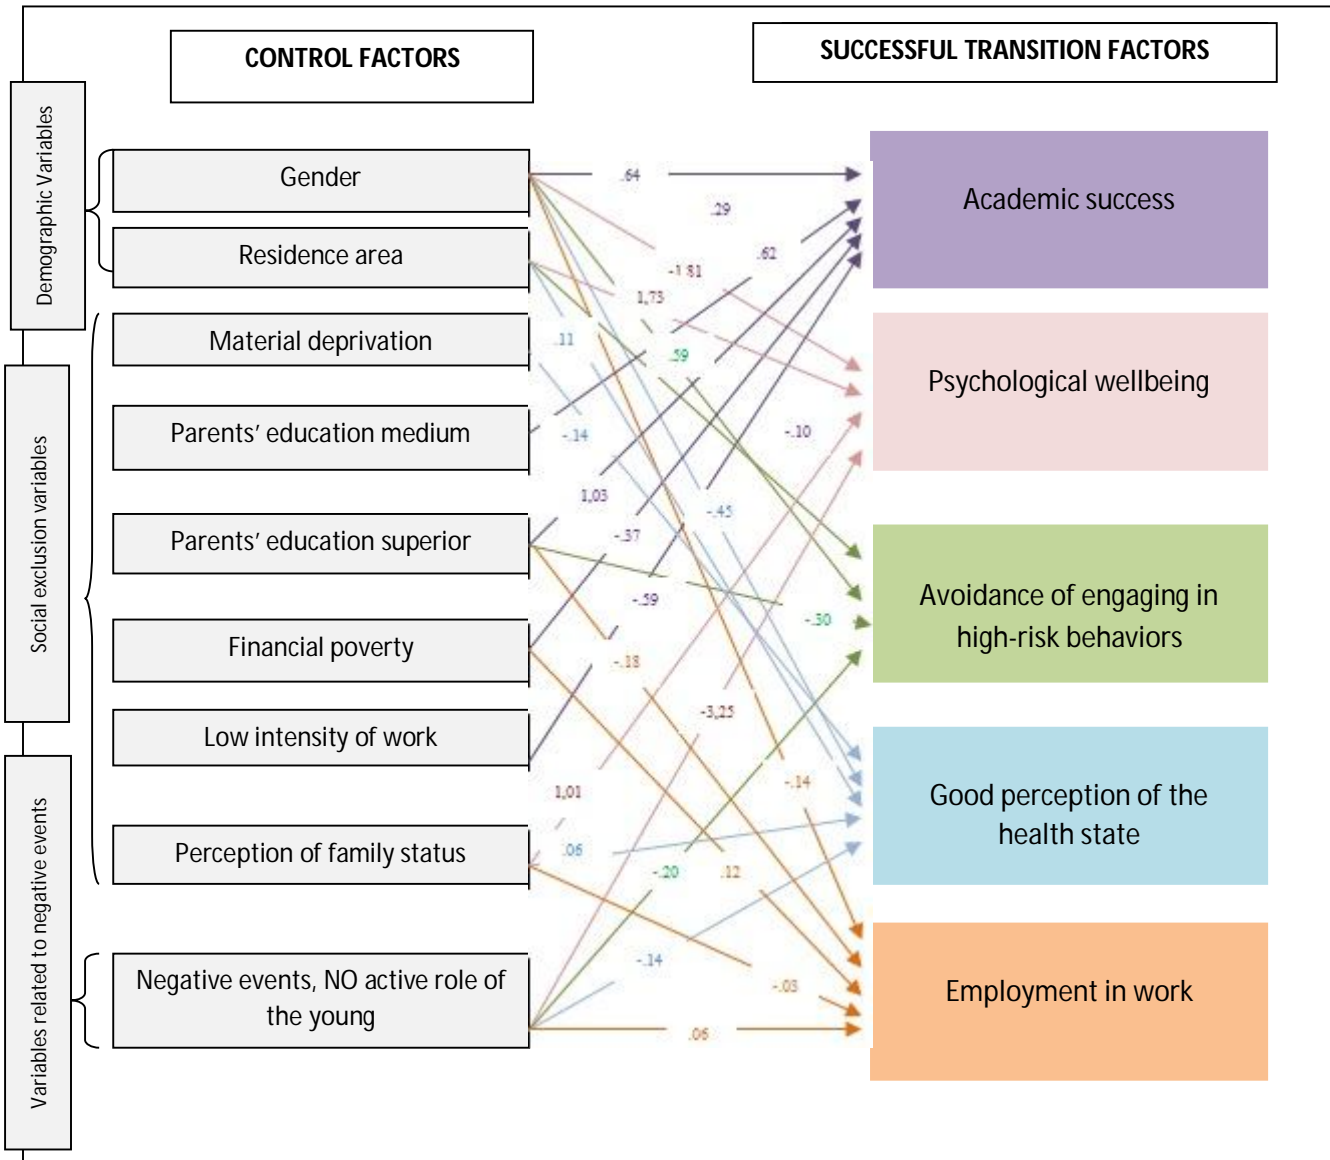 CONTROL FACTORS
SUCCESSFUL TRANSITION FACTORS
Demographic Variables
Social exclusion variables
Variables related to negative events
Gender
Residence area
Material deprivation
Parents’ education medium
Parents’ education superior
Financial poverty
Low intensity of work
Perception of family status
Negative events, NO active role of
the young
.64
.29
.62
-1.81
1,73
.11
.59
-.14
-.10
1,03
-.45
-.37
-.59
-.30
-.18
-3,25
-.14
1,01
.06
-.20
.12
-.14
-.03
.06
Academic success
Psychological wellbeing
Avoidance of engaging in
high-risk behaviors
Good perception of the
health state
Employment in work